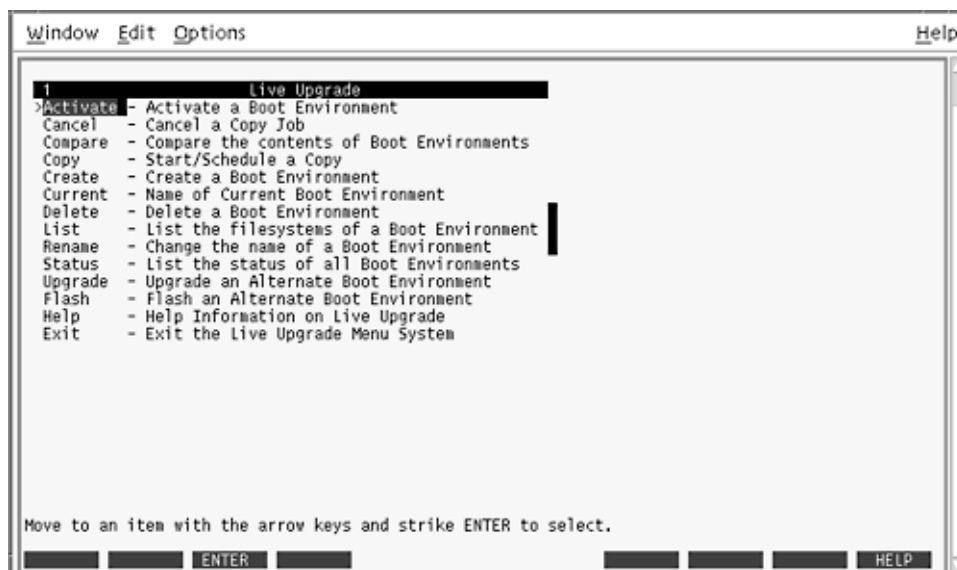 Window Edit Options Help
1 Live Upgrade
>Activate - Activate a Boot Environment
Cancel - Cancel a Copy Job
Compare - Compare the contents of Boot Environments
Copy - Start/Schedule a Copy
Create - Create a Boot Environment
Current - Name of Current Boot Environment
Delete - Delete a Boot Environment
List - List the filesystems of a Boot Environment
Rename - Change the name of a Boot Environment
Status - List the status of all Boot Environments
Upgrade - Upgrade an Alternate Boot Environment
Flash - Flash an Alternate Boot Environment
Help - Help Information on Live Upgrade
Exit - Exit the Live Upgrade Menu System
Move to an item with the arrow keys and strike ENTER to select.
ENTER HELP